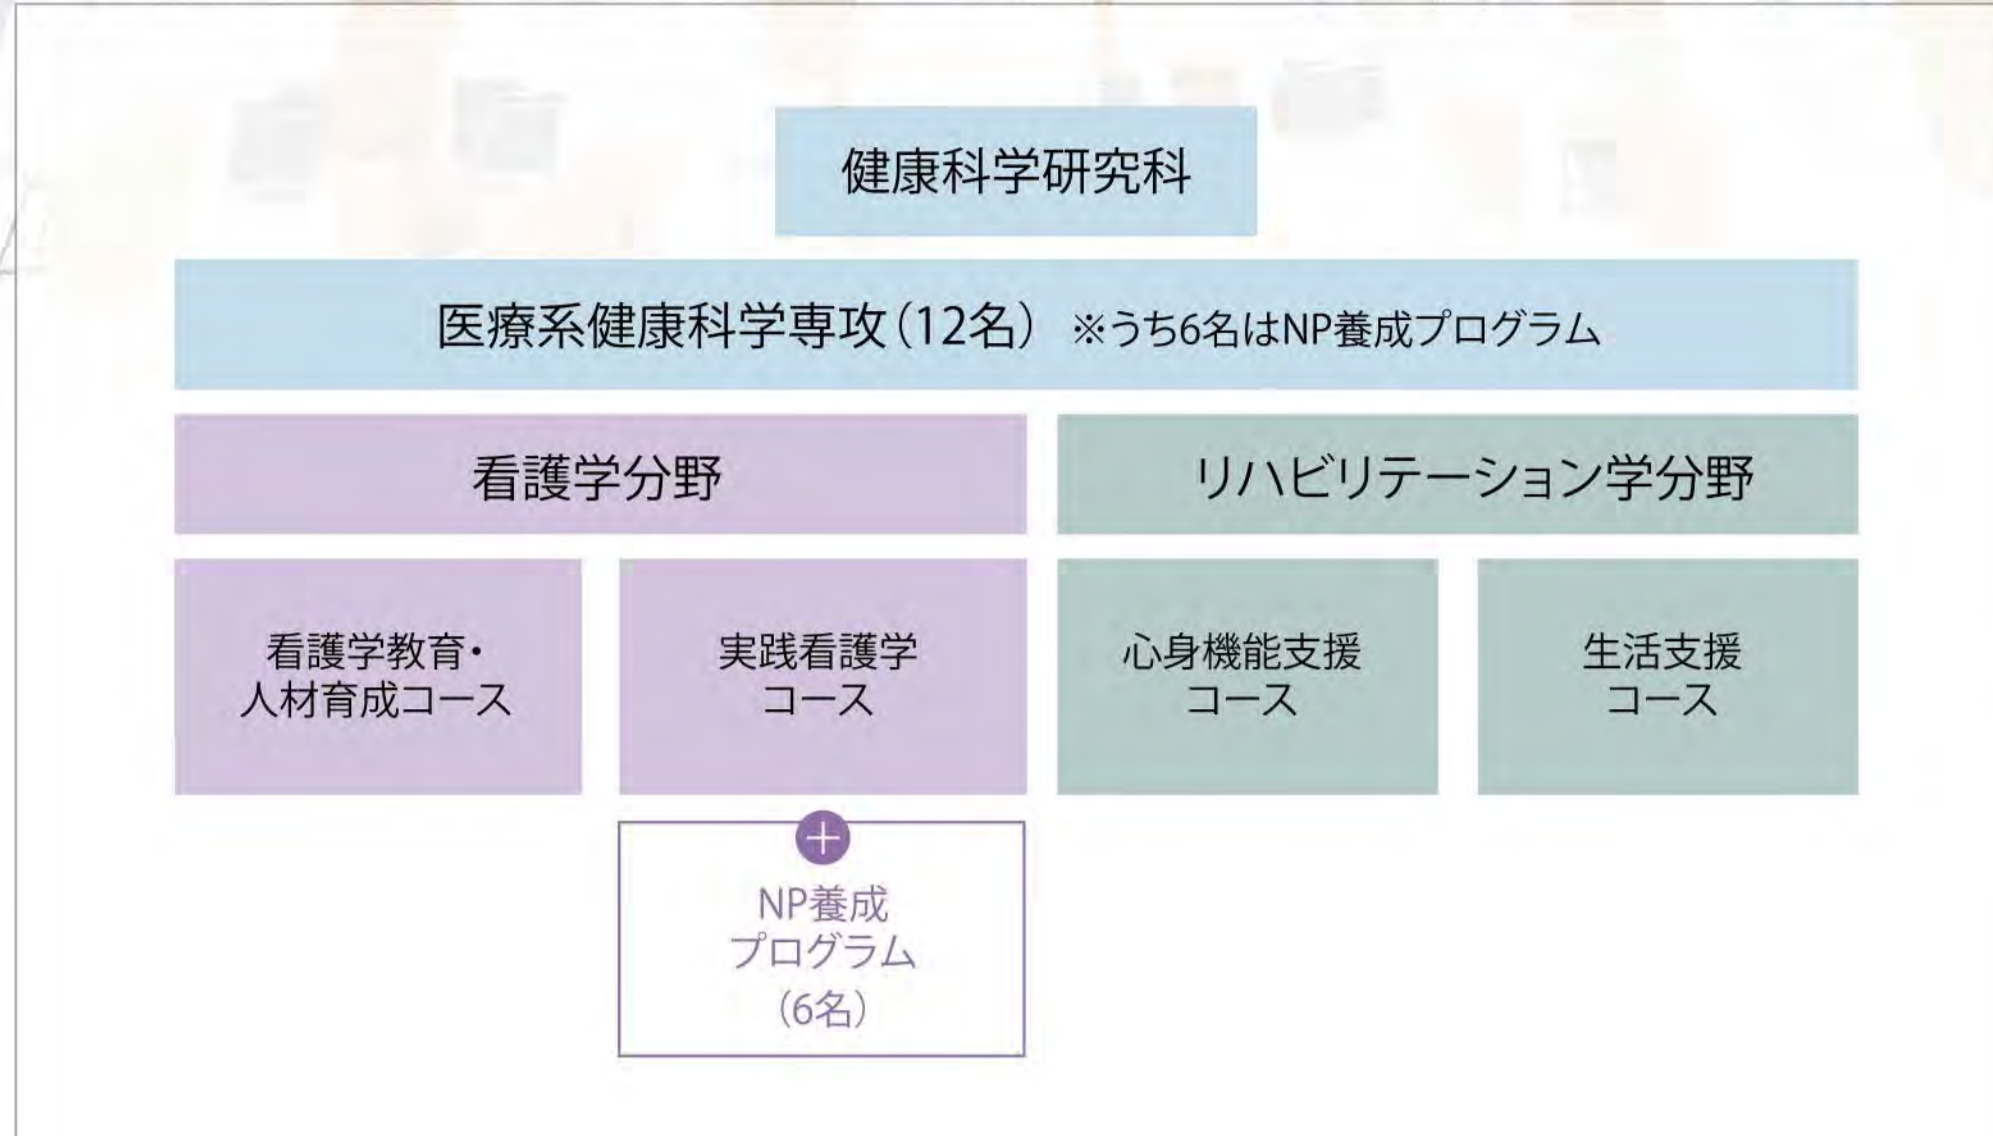 健康科学研究科
医療系健康科学専攻（12名） ※うち6名はNP養成プログラム
看護学分野
リハビリテーション学分野
看護学教育・
人材育成コース
実践看護学
コース
心身機能支援
コース
生活支援
コース
＋
NP養成
プログラム
（6名）